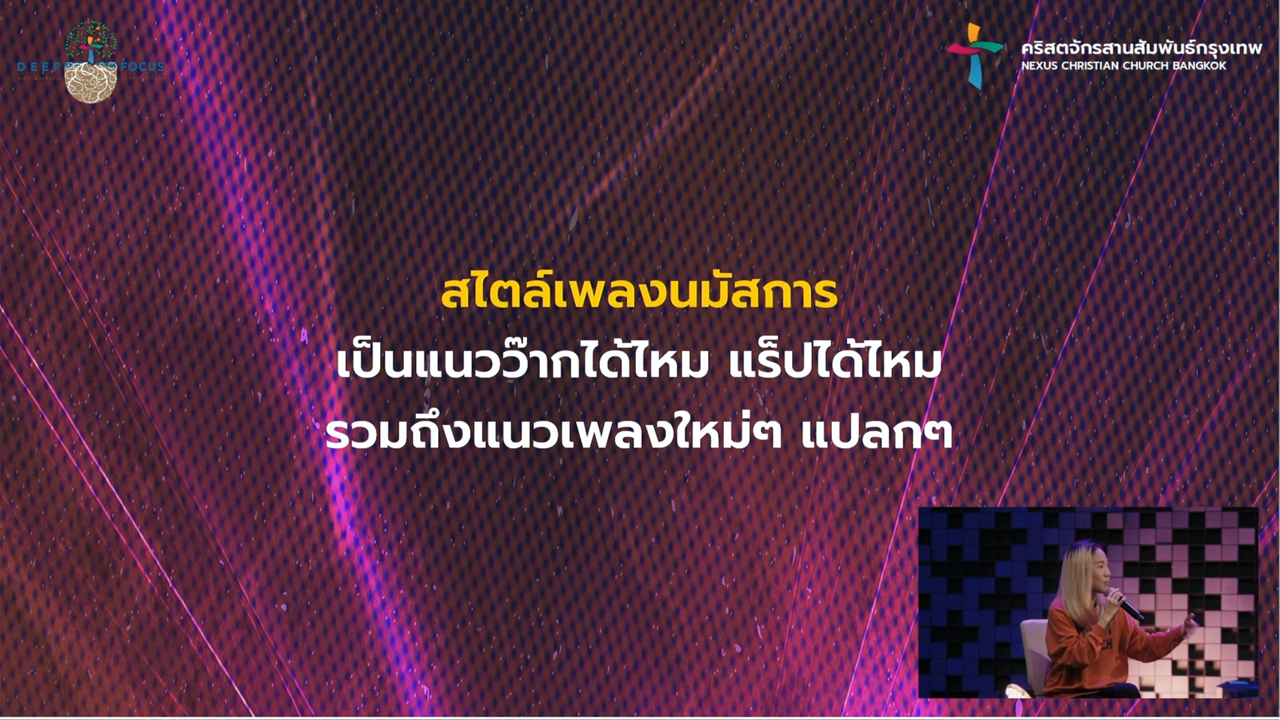 DEEP FOCUS
คริสตจักรสานสัมพันธ์กรุงเทพ
NEXUS CHRISTIAN CHURCH BANGKOK
สไตล์เพลงนมัสการ
เป็นแนวว๊ากได้ไหม แร็ปได้ไหม
รวมถึงแนวเพลงใหม่ๆ แปลกๆ